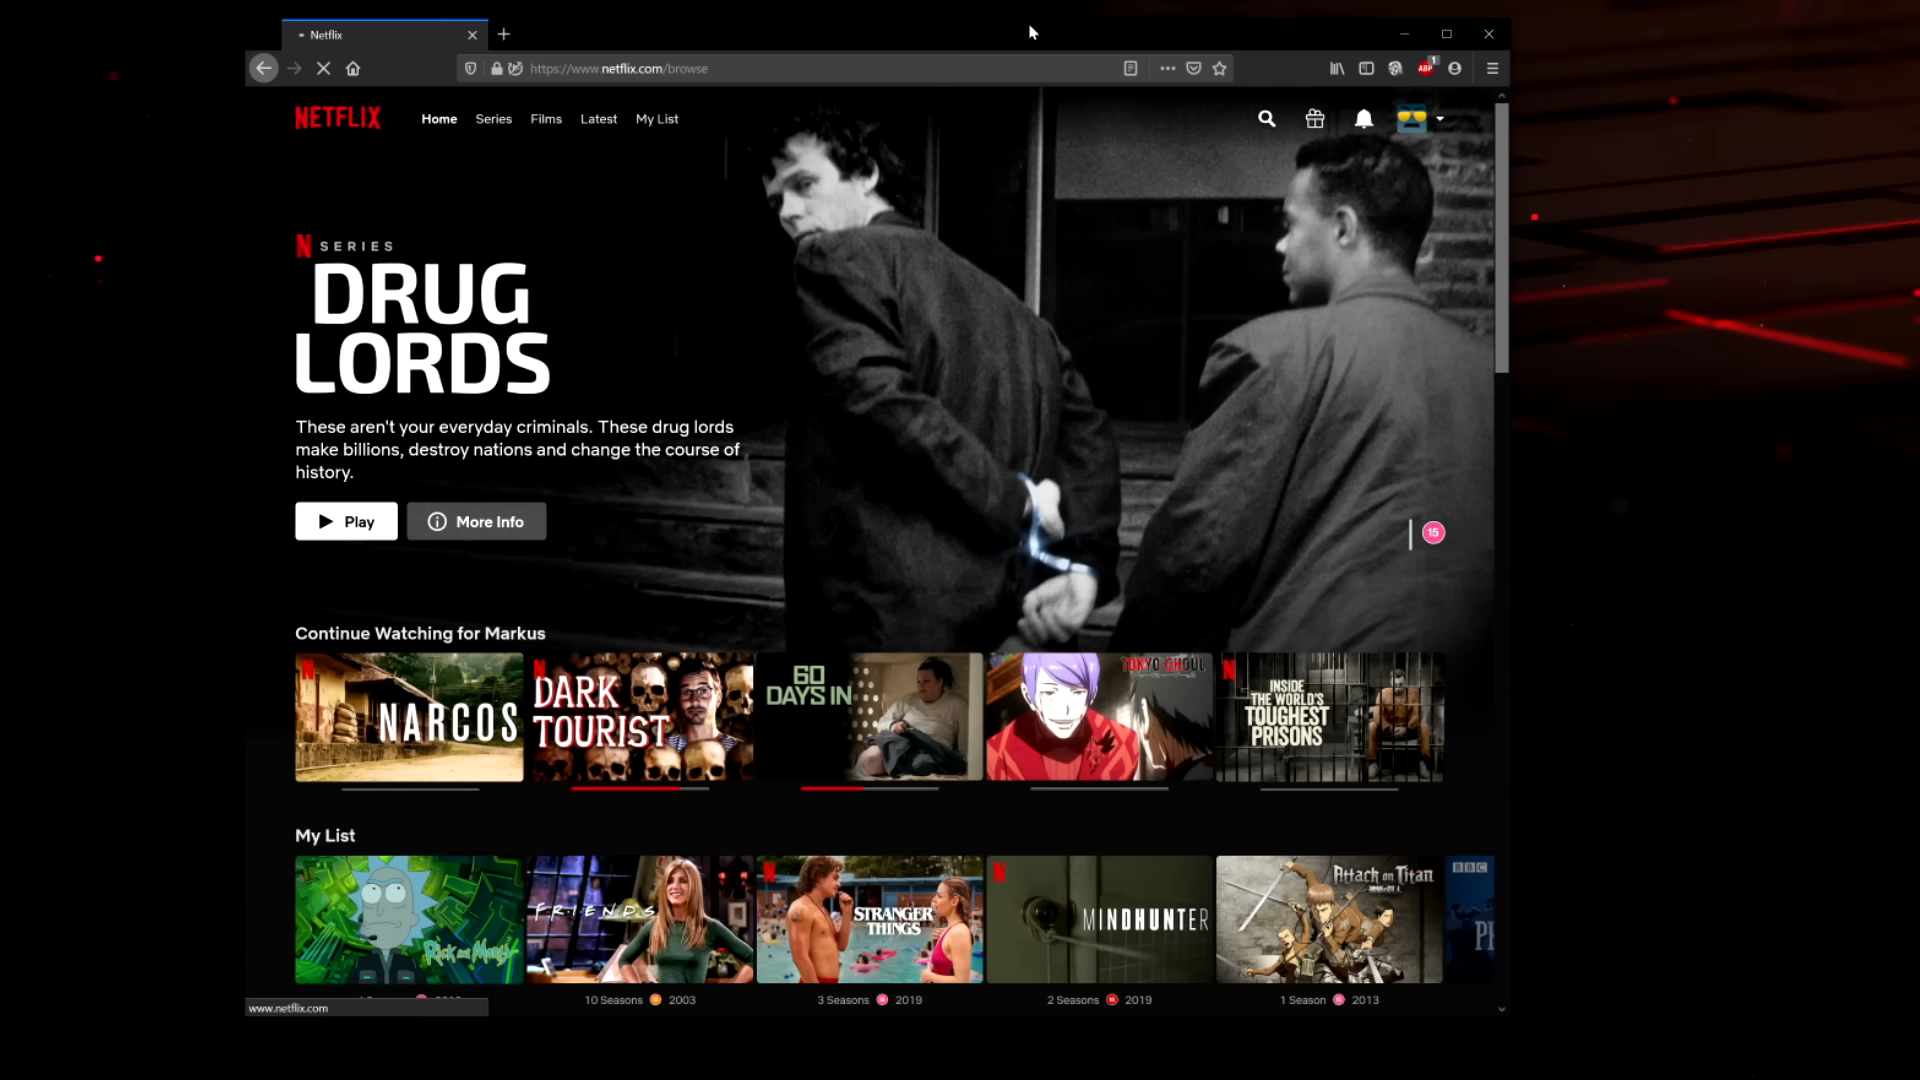 Netflix
https://www.netflix.com/browse
ABP
1
NETFLIX
Home Series Films Latest My List
N SERIES
DRUG
LORDS
These aren't your everyday criminals. These drug lords
make billions, destroy nations and change the course of
history.
Play
More Info
15
Continue Watching for Markus
NARCOS
DARK
TOURIST
60
DAYS IN
TOKYO GHOUL
INSIDE
THE WORLD'S
TOUGHEST
PRISONS
My List
Rick and Morty
FRIENDS
STRANGER
THINGS
MINDHUNTER
Attack on Titan
BBC
10 Seasons 2003
3 Seasons 2019
2 Seasons 2019
1 Season 2013
www.netflix.com